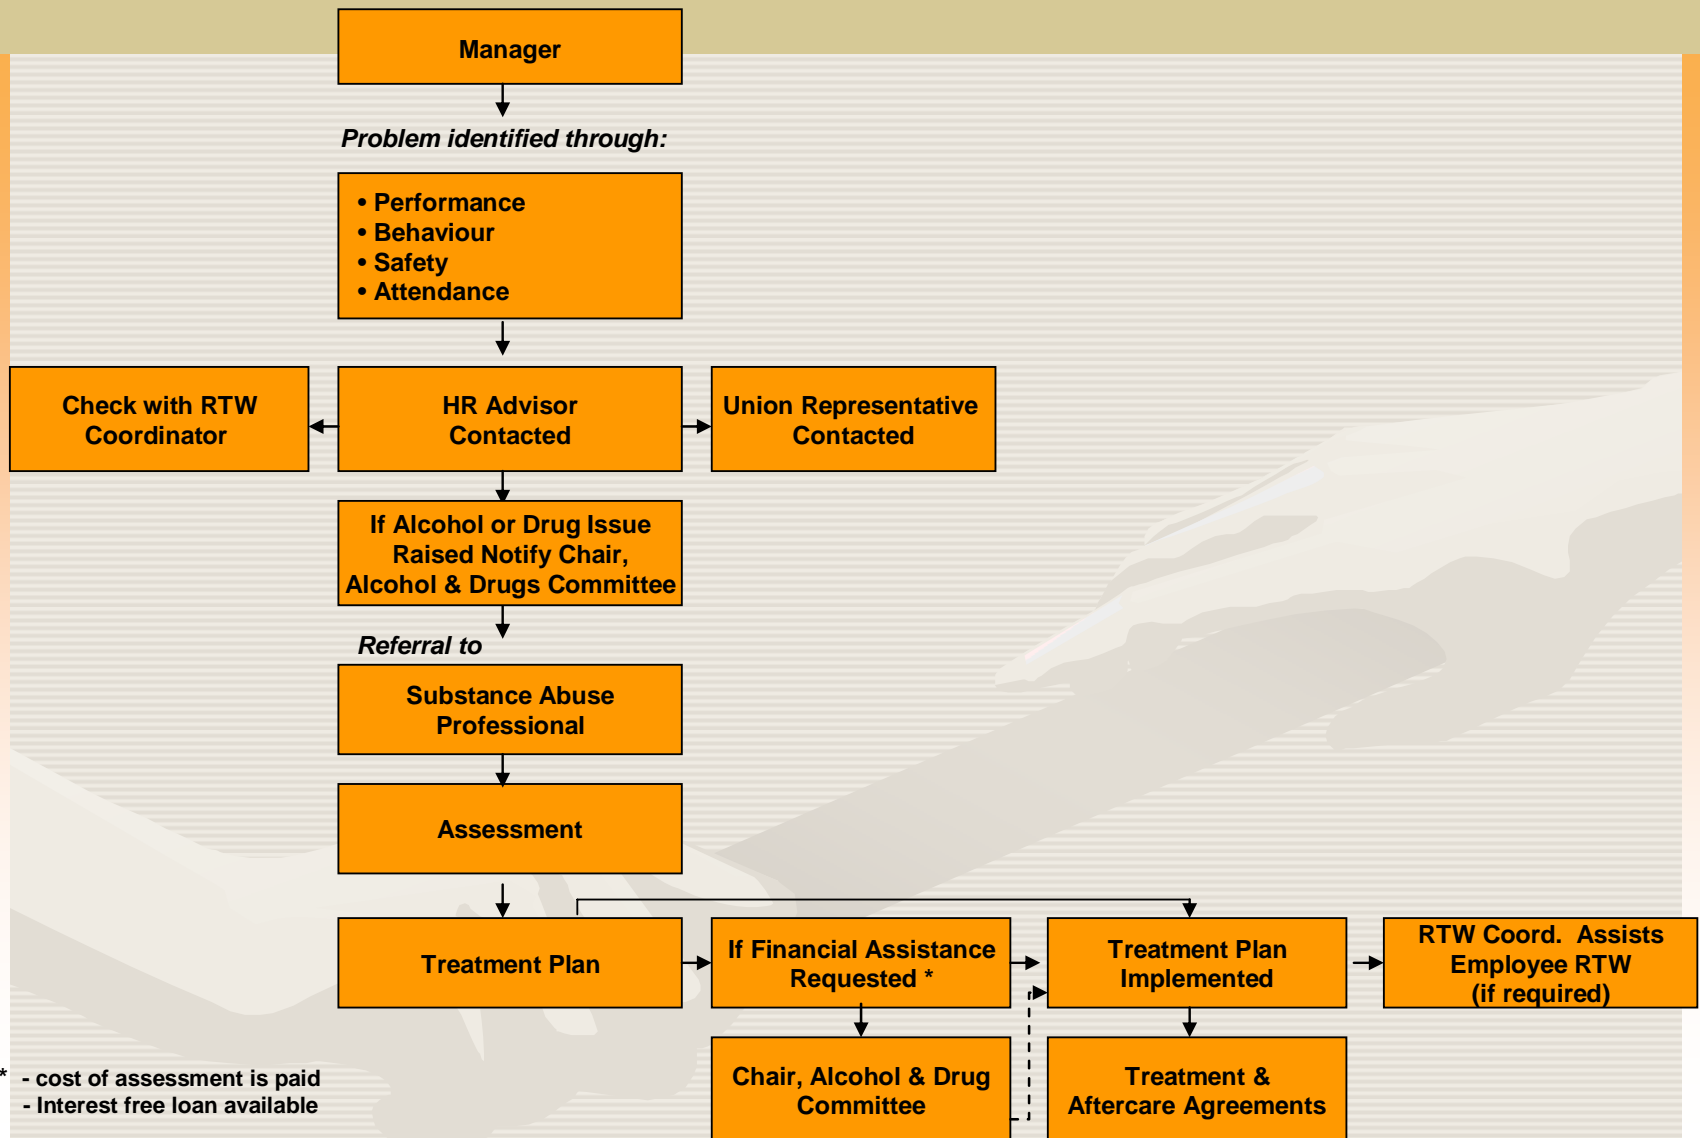 Manager
Problem identified through:
• Performance
• Behaviour
• Safety
• Attendance
Check with RTW
Coordinator
HR Advisor
Contacted
Union Representative
Contacted
If Alcohol or Drug Issue
Raised Notify Chair,
Alcohol & Drugs Committee
Referral to
Substance Abuse
Professional
Assessment
Treatment Plan
If Financial Assistance
Requested *
Treatment Plan
Implemented
RTW Coord.  Assists
Employee RTW
(if required)
Chair, Alcohol & Drug
Committee
Treatment &
Aftercare Agreements
* - cost of assessment is paid
- Interest free loan available